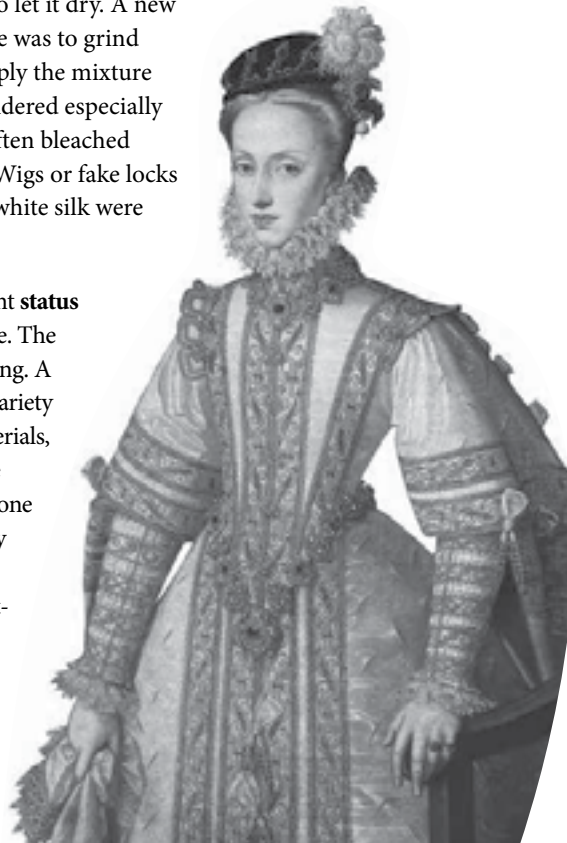 o let it dry. A new
e was to grind
ply the mixture
dered especially
ften bleached
Wigs or fake locks
white silk were
nt status
e. The
ng. A
ariety
erials,
one
y
-